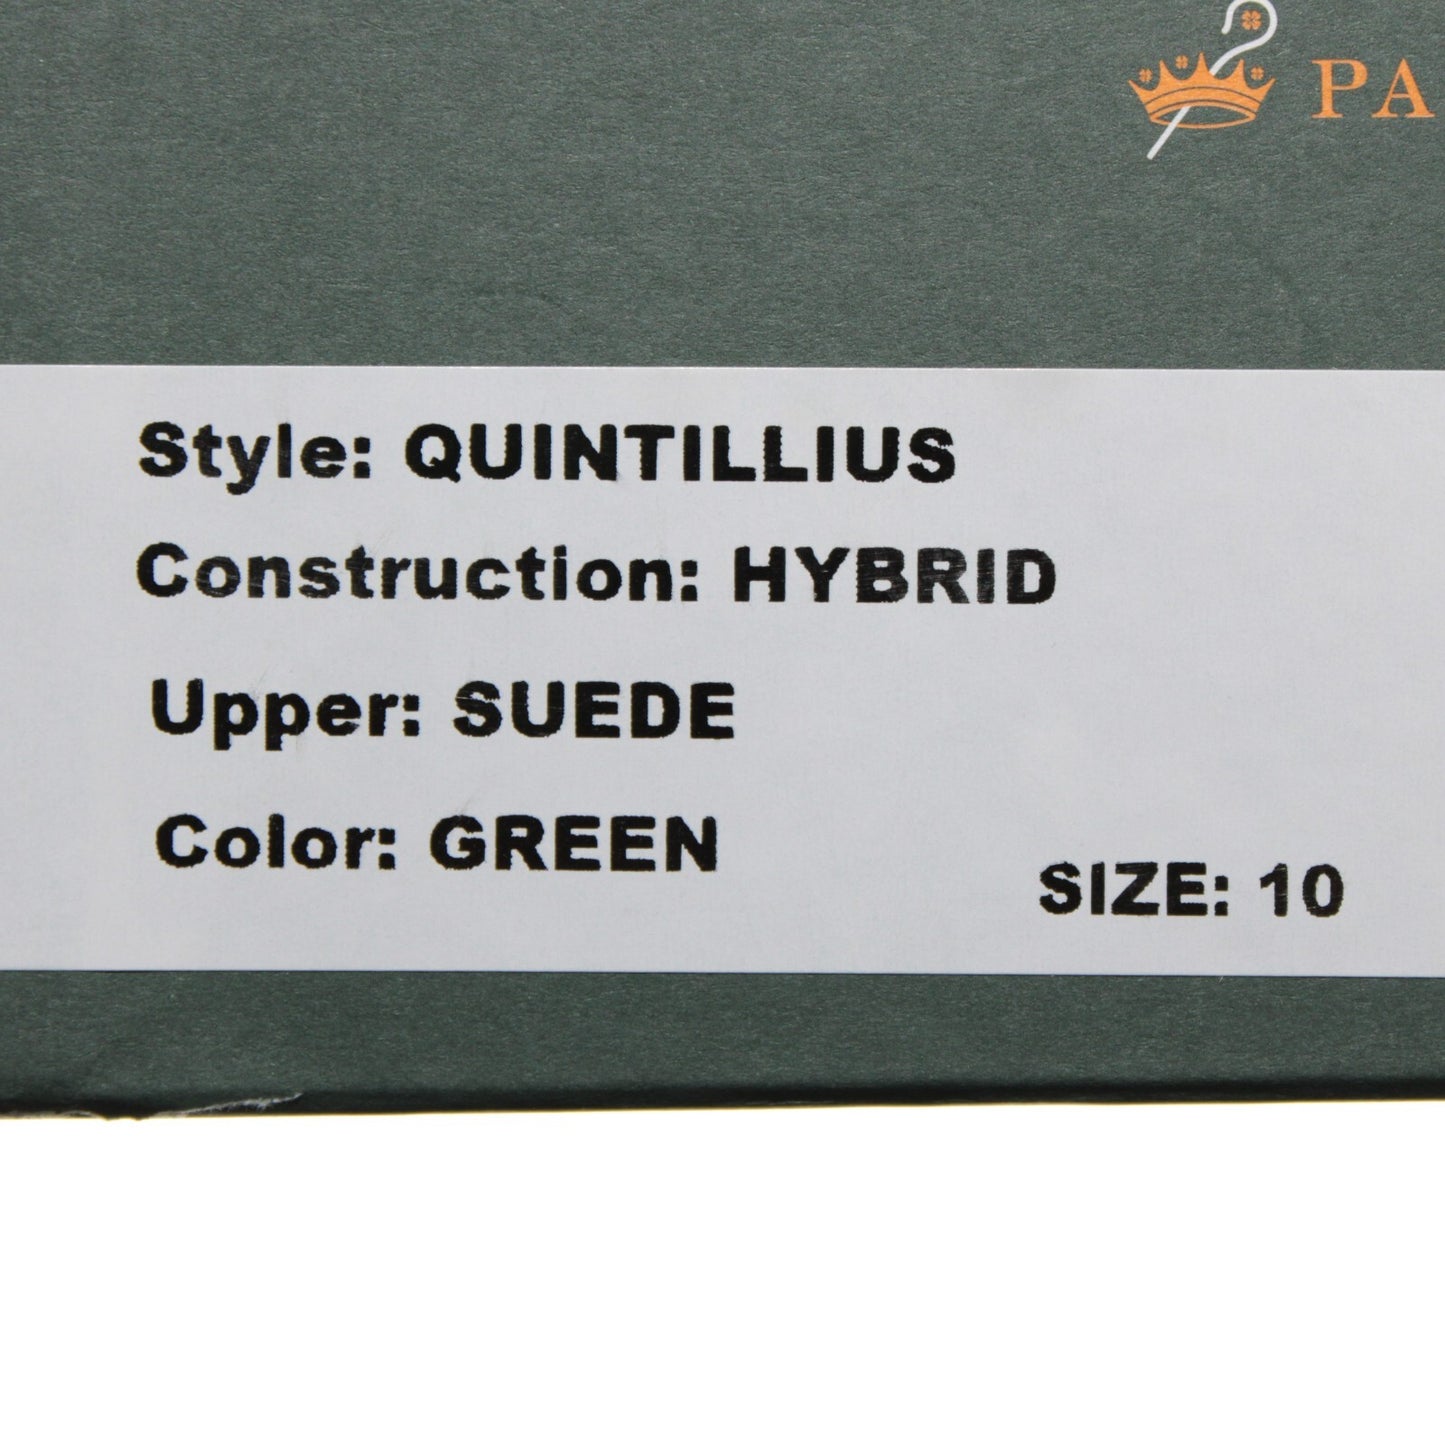 PA
Style: QUINTILLIUS
Construction: HYBRID
Upper: SUEDE
Color: GREEN
SIZE: 10